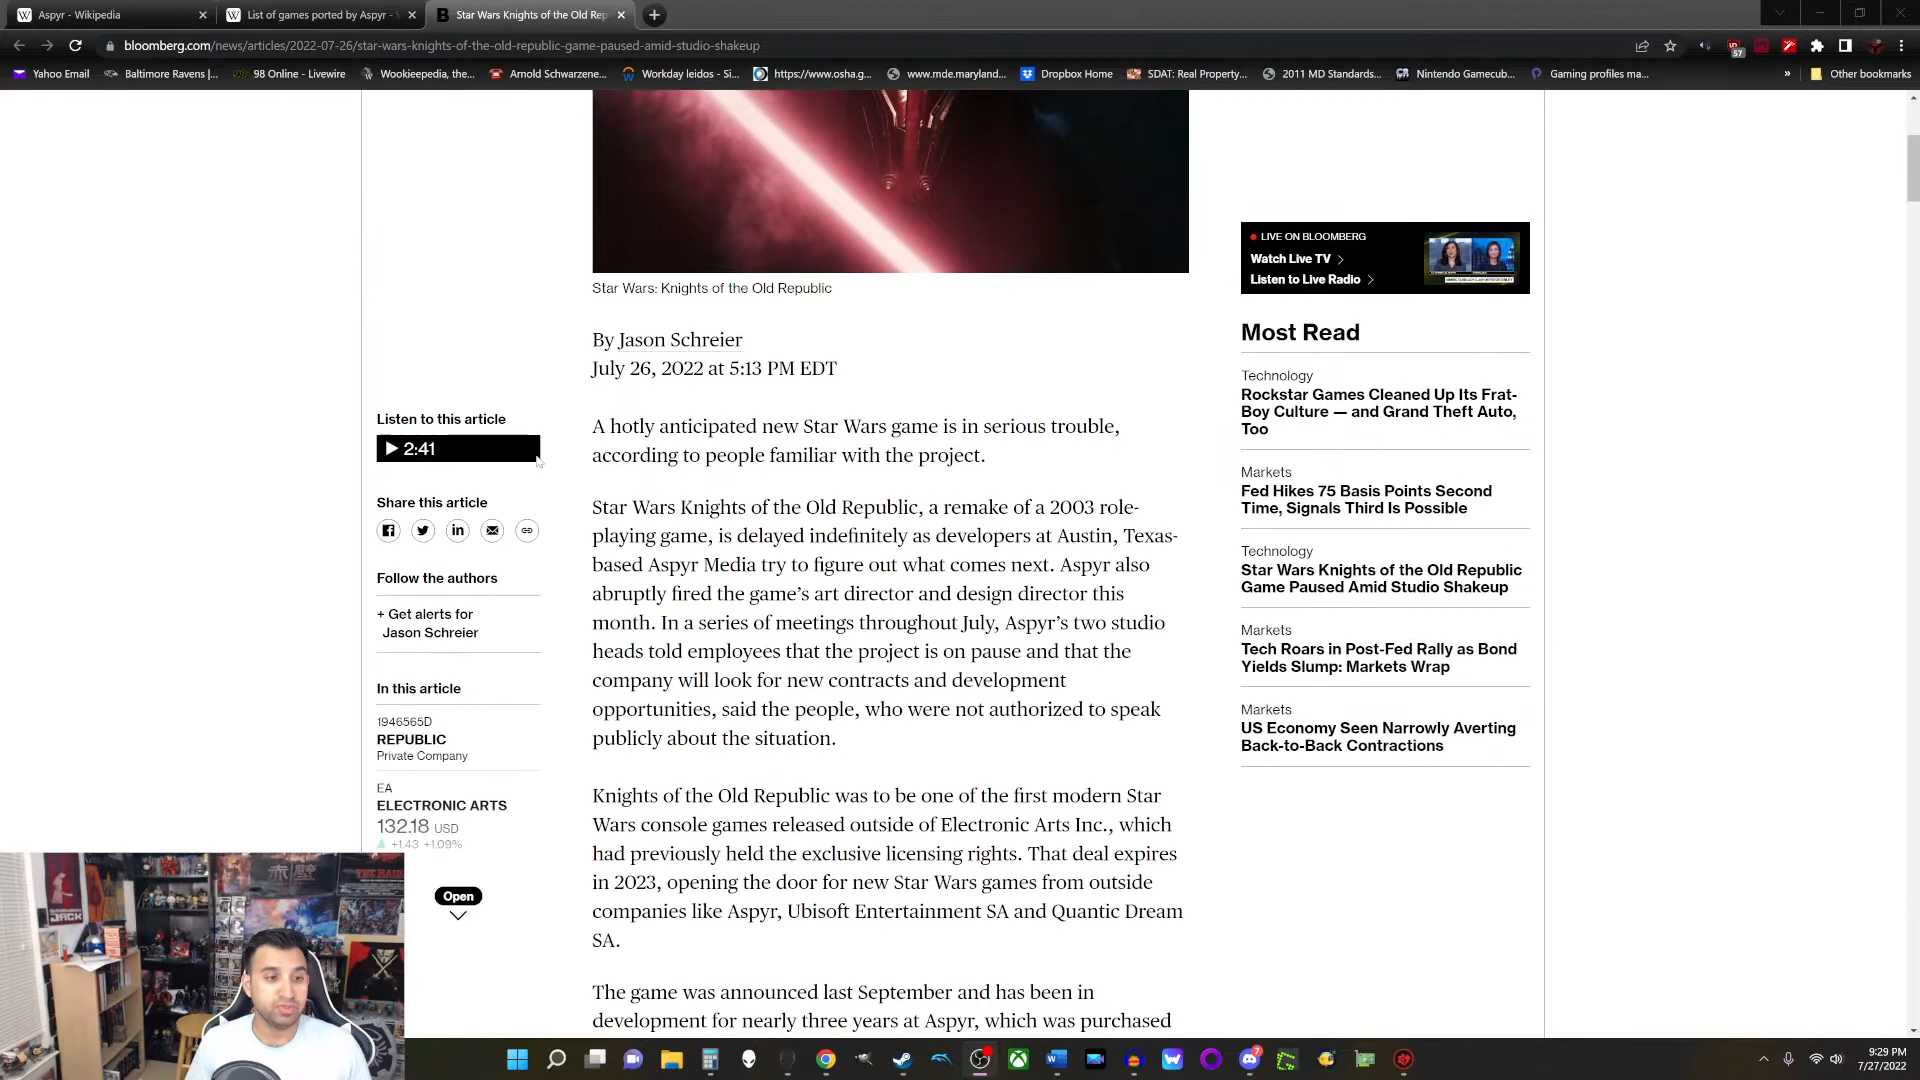 Aspyr - Wikipedia
List of games ported by Aspyr -
Star Wars Knights of the Old Rep
bloomberg.com/news/articles/2022-07-26/star-wars-knights-of-the-old-republic-game-paused-amid-studio-shakeup
57
Yahoo Email
Baltimore Ravens |...
98 Online - Livewire
Wookieepedia, the...
Arnold Schwarzene...
Workday leidos - Si...
https://www.osha.g...
www.mde.maryland...
Dropbox Home
SDAT: Real Property...
2011 MD Standards...
Nintendo Gamecub...
Gaming profiles ma...
»
Other bookmarks
Star Wars: Knights of the Old Republic
By Jason Schreier
July 26, 2022 at 5:13 PM EDT
Listen to this article
2:41
Share this article
Follow the authors
+ Get alerts for
Jason Schreier
In this article
1946565D
REPUBLIC
Private Company
EA
ELECTRONIC ARTS
132.18 USD
+1.43 +1.09%
Open
A hotly anticipated new Star Wars game is in serious trouble,
according to people familiar with the project.
Star Wars Knights of the Old Republic, a remake of a 2003 role-
playing game, is delayed indefinitely as developers at Austin, Texas-
based Aspyr Media try to figure out what comes next. Aspyr also
abruptly fired the game's art director and design director this
month. In a series of meetings throughout July, Aspyr's two studio
heads told employees that the project is on pause and that the
company will look for new contracts and development
opportunities, said the people, who were not authorized to speak
publicly about the situation.
Knights of the Old Republic was to be one of the first modern Star
Wars console games released outside of Electronic Arts Inc., which
had previously held the exclusive licensing rights. That deal expires
in 2023, opening the door for new Star Wars games from outside
companies like Aspyr, Ubisoft Entertainment SA and Quantic Dream
SA.
The game was announced last September and has been in
development for nearly three years at Aspyr, which was purchased
LIVE ON BLOOMBERG
Watch Live TV
Listen to Live Radio
Most Read
Technology
Rockstar Games Cleaned Up Its Frat-
Boy Culture — and Grand Theft Auto,
Too
Markets
Fed Hikes 75 Basis Points Second
Time, Signals Third Is Possible
Technology
Star Wars Knights of the Old Republic
Game Paused Amid Studio Shakeup
Markets
Tech Roars in Post-Fed Rally as Bond
Yields Slump: Markets Wrap
Markets
US Economy Seen Narrowly Averting
Back-to-Back Contractions
JACK
THE RAID
7
9:29 PM
7/27/2022